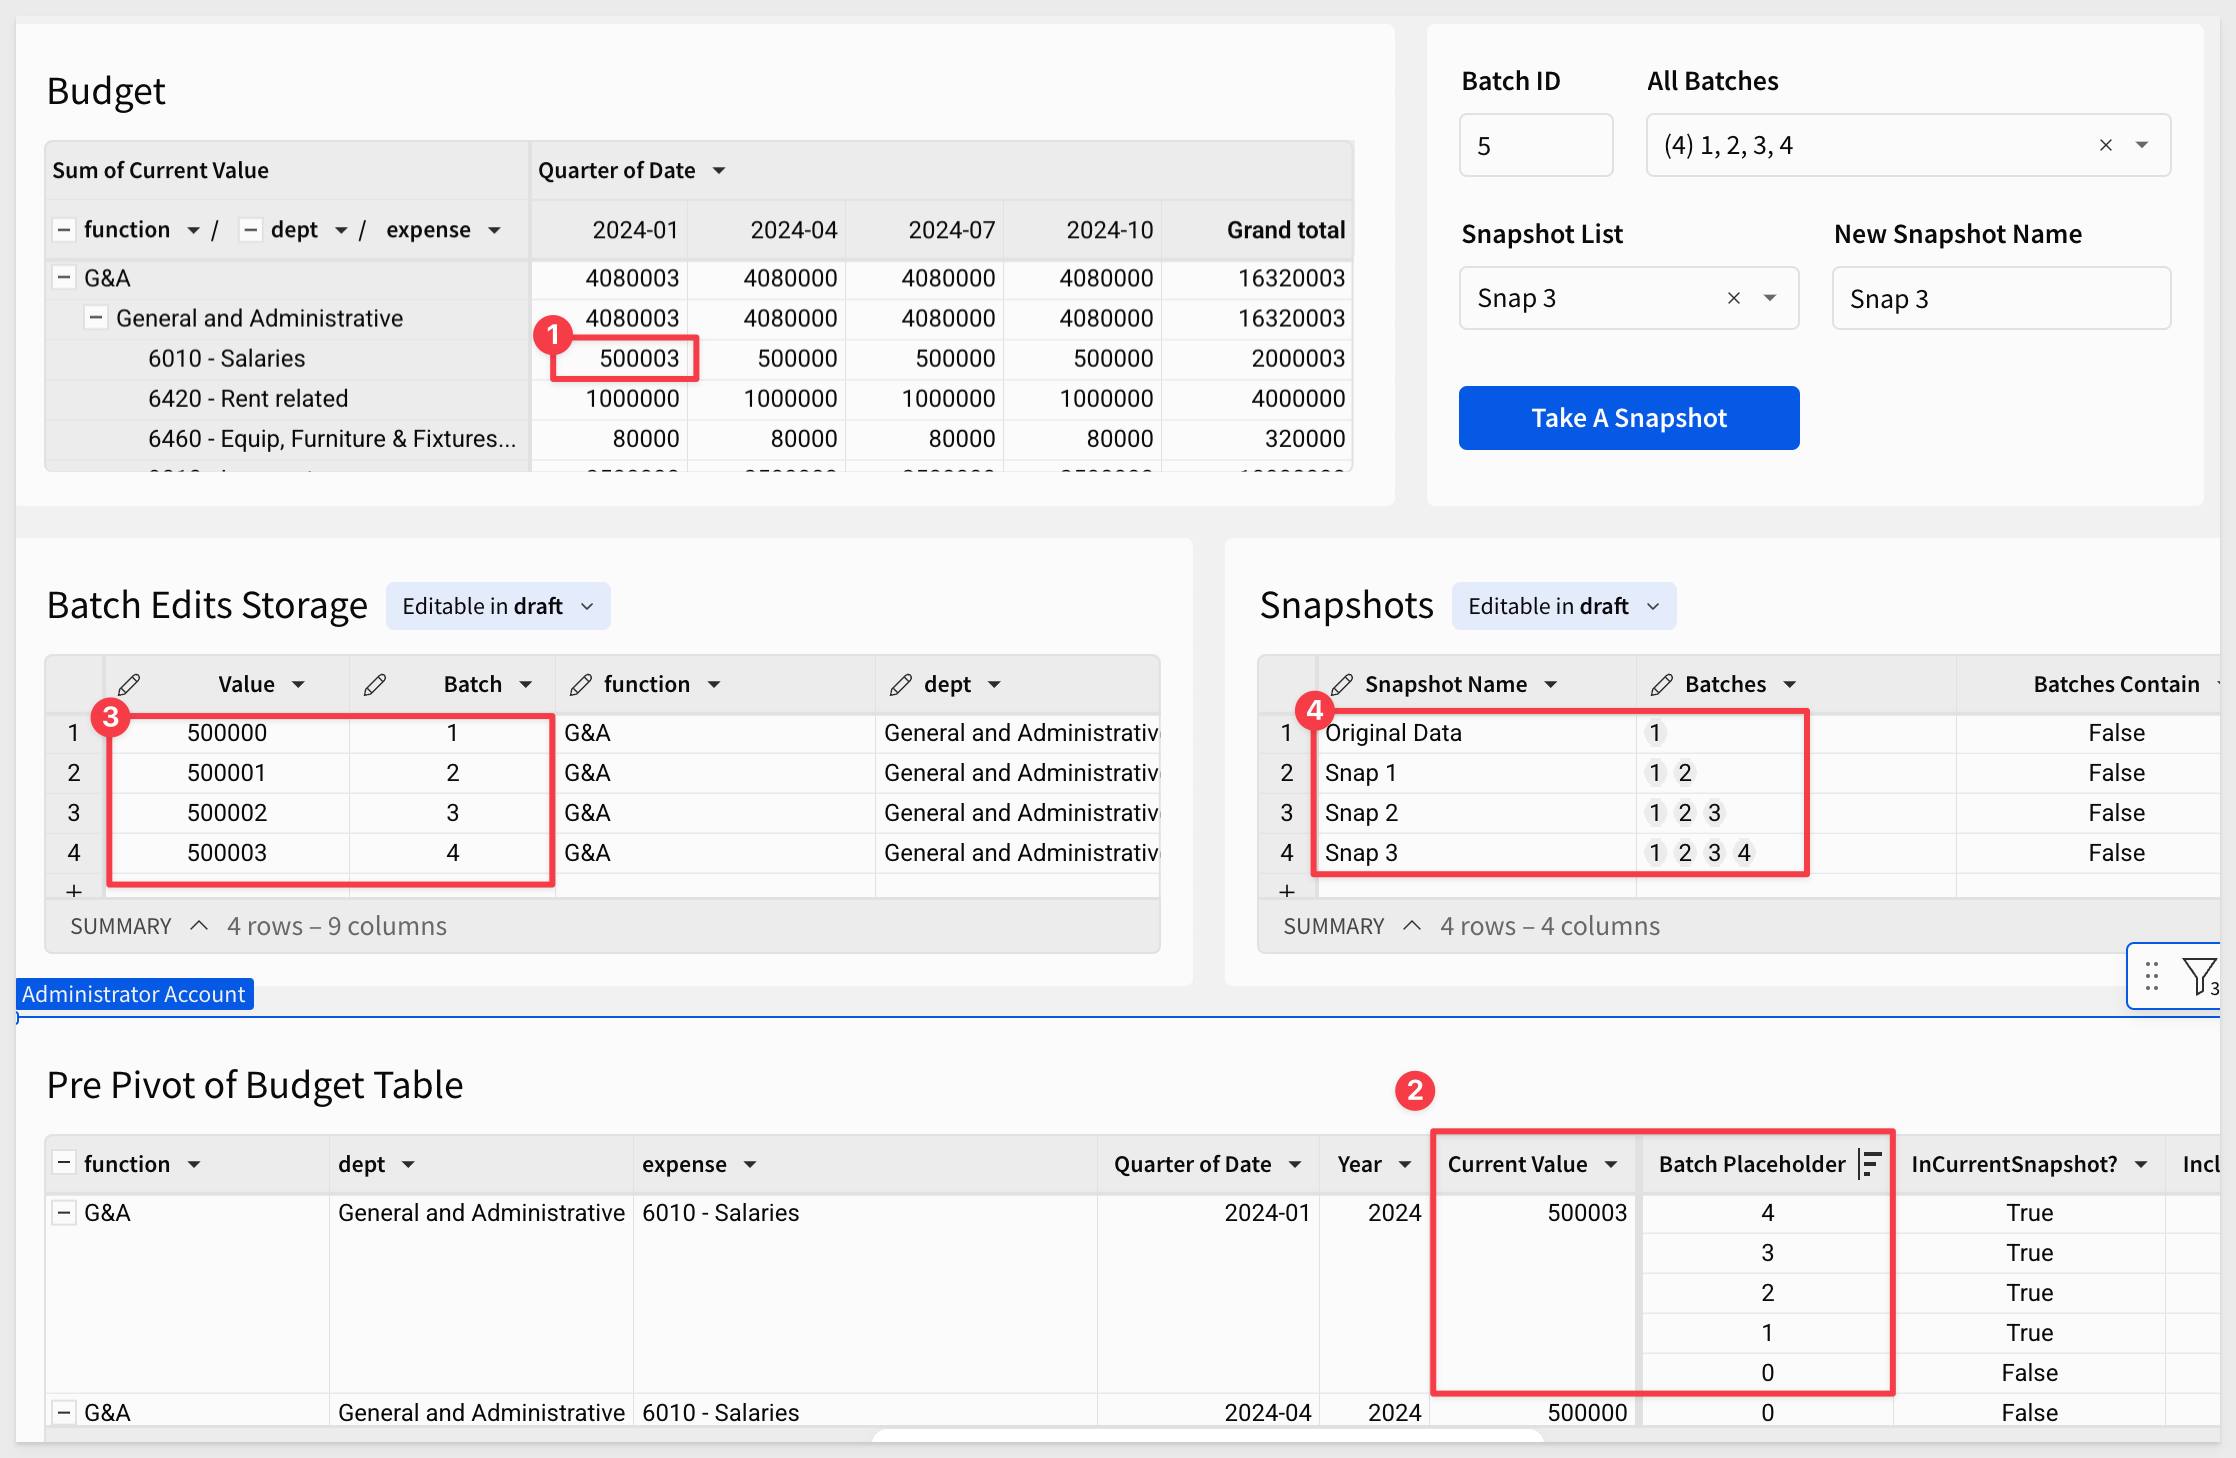 Budget
Sum of Current Value Quarter of Date
function / dept / expense 2024-01 2024-04 2024-07 2024-10 Grand total
G&A 4080003 4080000 4080000 4080000 16320003
General and Administrative 4080003 4080000 4080000 4080000 16320003
1
6010 - Salaries 500003 500000 500000 500000 2000003
6420 - Rent related 1000000 1000000 1000000 1000000 4000000
6460 - Equip, Furniture & Fixtures... 80000 80000 80000 80000 320000
Batch ID All Batches
5 (4) 1, 2, 3, 4
Snapshot List New Snapshot Name
Snap 3 Snap 3
Take A Snapshot
Batch Edits Storage Editable in draft
Value Batch function dept
3
1 500000 1 G&A General and Administrativ
2 500001 2 G&A General and Administrativ
3 500002 3 G&A General and Administrativ
4 500003 4 G&A General and Administrativ
+
SUMMARY 4 rows – 9 columns
Snapshots Editable in draft
Snapshot Name Batches Batches Contain
4
1 Original Data 1 False
2 Snap 1 1 2 False
3 Snap 2 1 2 3 False
4 Snap 3 1 2 3 4 False
+
SUMMARY 4 rows – 4 columns
3
Administrator Account
Pre Pivot of Budget Table
2
function dept expense Quarter of Date Year Current Value Batch Placeholder InCurrentSnapshot? Incl
G&A General and Administrative 6010 - Salaries 2024-01 2024 500003 4 True
3 True
2 True
1 True
0 False
G&A General and Administrative 6010 - Salaries 2024-04 2024 500000 0 False